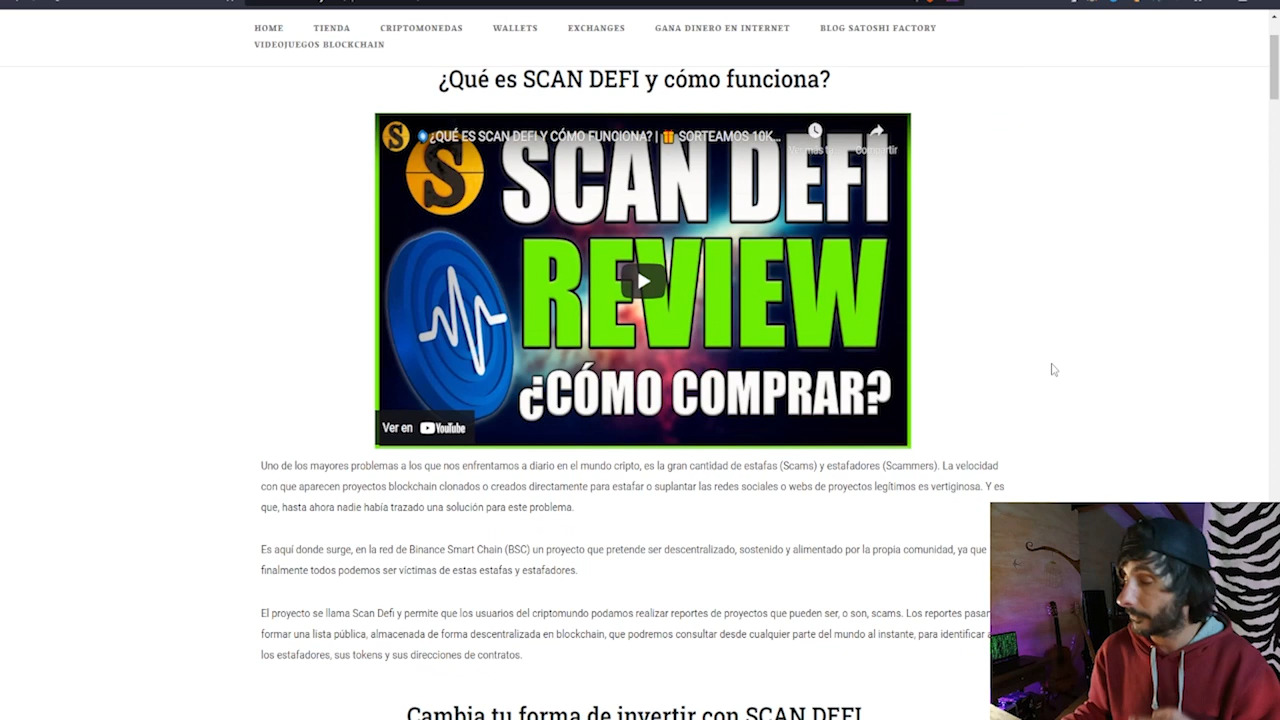 HOME TIENDA CRIPTOMONEDAS WALLETS EXCHANGES GANA DINERO EN INTERNET BLOG SATOSHI FACTORY
VIDEOJUEGOS BLOCKCHAIN
¿Qué es SCAN DEFI y cómo funciona?
¿QUÉ ES SCAN DEFI Y CÓMO FUNCIONA? | 🎁 SORTEAMOS 10K...
Compartir
S SCAN DEFI
REVIEW
¿CÓMO COMPRAR?
Ver en YouTube
Uno de los mayores problemas a los que nos enfrentamos a diario en el mundo cripto, es la gran cantidad de estafas (Scams) y estafadores (Scammers). La velocidad
con que aparecen proyectos blockchain clonados o creados directamente para estafar o suplantar las redes sociales o webs de proyectos legítimos es vertiginosa. Y es
que, hasta ahora nadie había trazado una solución para este problema.
Es aquí donde surge, en la red de Binance Smart Chain (BSC) un proyecto que pretende ser descentralizado, sostenido y alimentado por la propia comunidad, ya que
finalmente todos podemos ser víctimas de estas estafas y estafadores.
El proyecto se llama Scan Defi y permite que los usuarios del criptomundo podamos realizar reportes de proyectos que pueden ser, o son, scams. Los reportes pasan
formar una lista pública, almacenada de forma descentralizada en blockchain, que podremos consultar desde cualquier parte del mundo al instante, para identificar a
los estafadores, sus tokens y sus direcciones de contratos.
Cambia tu forma de invertir con SCAN DEFI